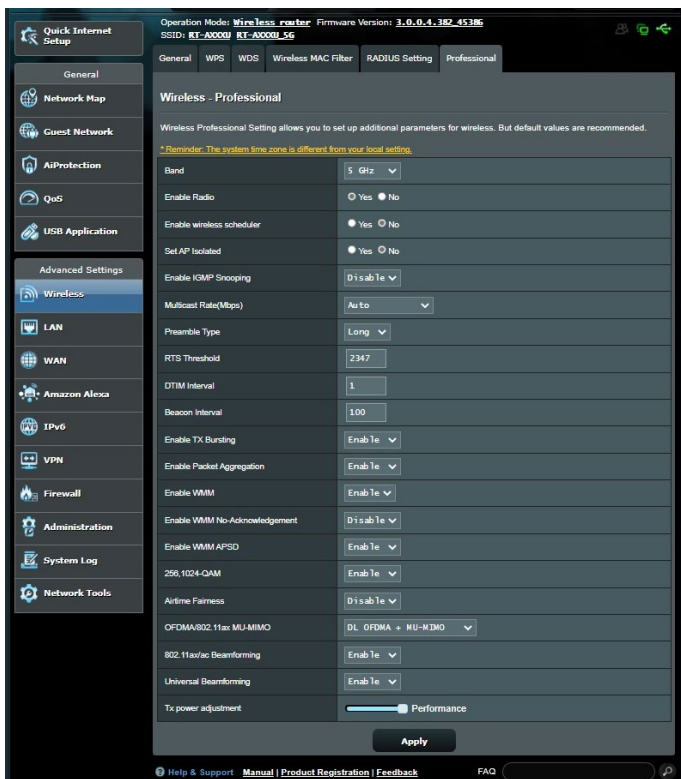 Quick Internet
Setup
Operation Mode: Wireless router Firmware Version: 3.0.0.4.382_45386
SSID: RT-AXXXU RT-AXXXU_5G
General WPS WDS Wireless MAC Filter RADIUS Setting Professional
General
Network Map
Guest Network
AiProtection
QoS
USB Application
Advanced Settings
Wireless
LAN
WAN
Amazon Alexa
IPv6
VPN
Firewall
Administration
System Log
Network Tools
Wireless - Professional
Wireless Professional Setting allows you to set up additional parameters for wireless. But default values are recommended.
* Reminder: The system time zone is different from your local setting.
Band 5 GHz
Enable Radio Yes No
Enable wireless scheduler Yes No
Set AP Isolated Yes No
Enable IGMP Snooping Disable
Multicast Rate(Mbps) Auto
Preamble Type Long
RTS Threshold 2347
DTIM Interval 1
Beacon Interval 100
Enable TX Bursting Enable
Enable Packet Aggregation Enable
Enable WMM Enable
Enable WMM No-Acknowledgement Disable
Enable WMM APSD Enable
256,1024-QAM Enable
Airtime Fairness Disable
OFDMA/802.11ax MU-MIMO DL OFDMA + MU-MIMO
802.11ax/ac Beamforming Enable
Universal Beamforming Enable
Tx power adjustment Performance
Apply
Help & Support Manual | Product Registration | Feedback FAQ